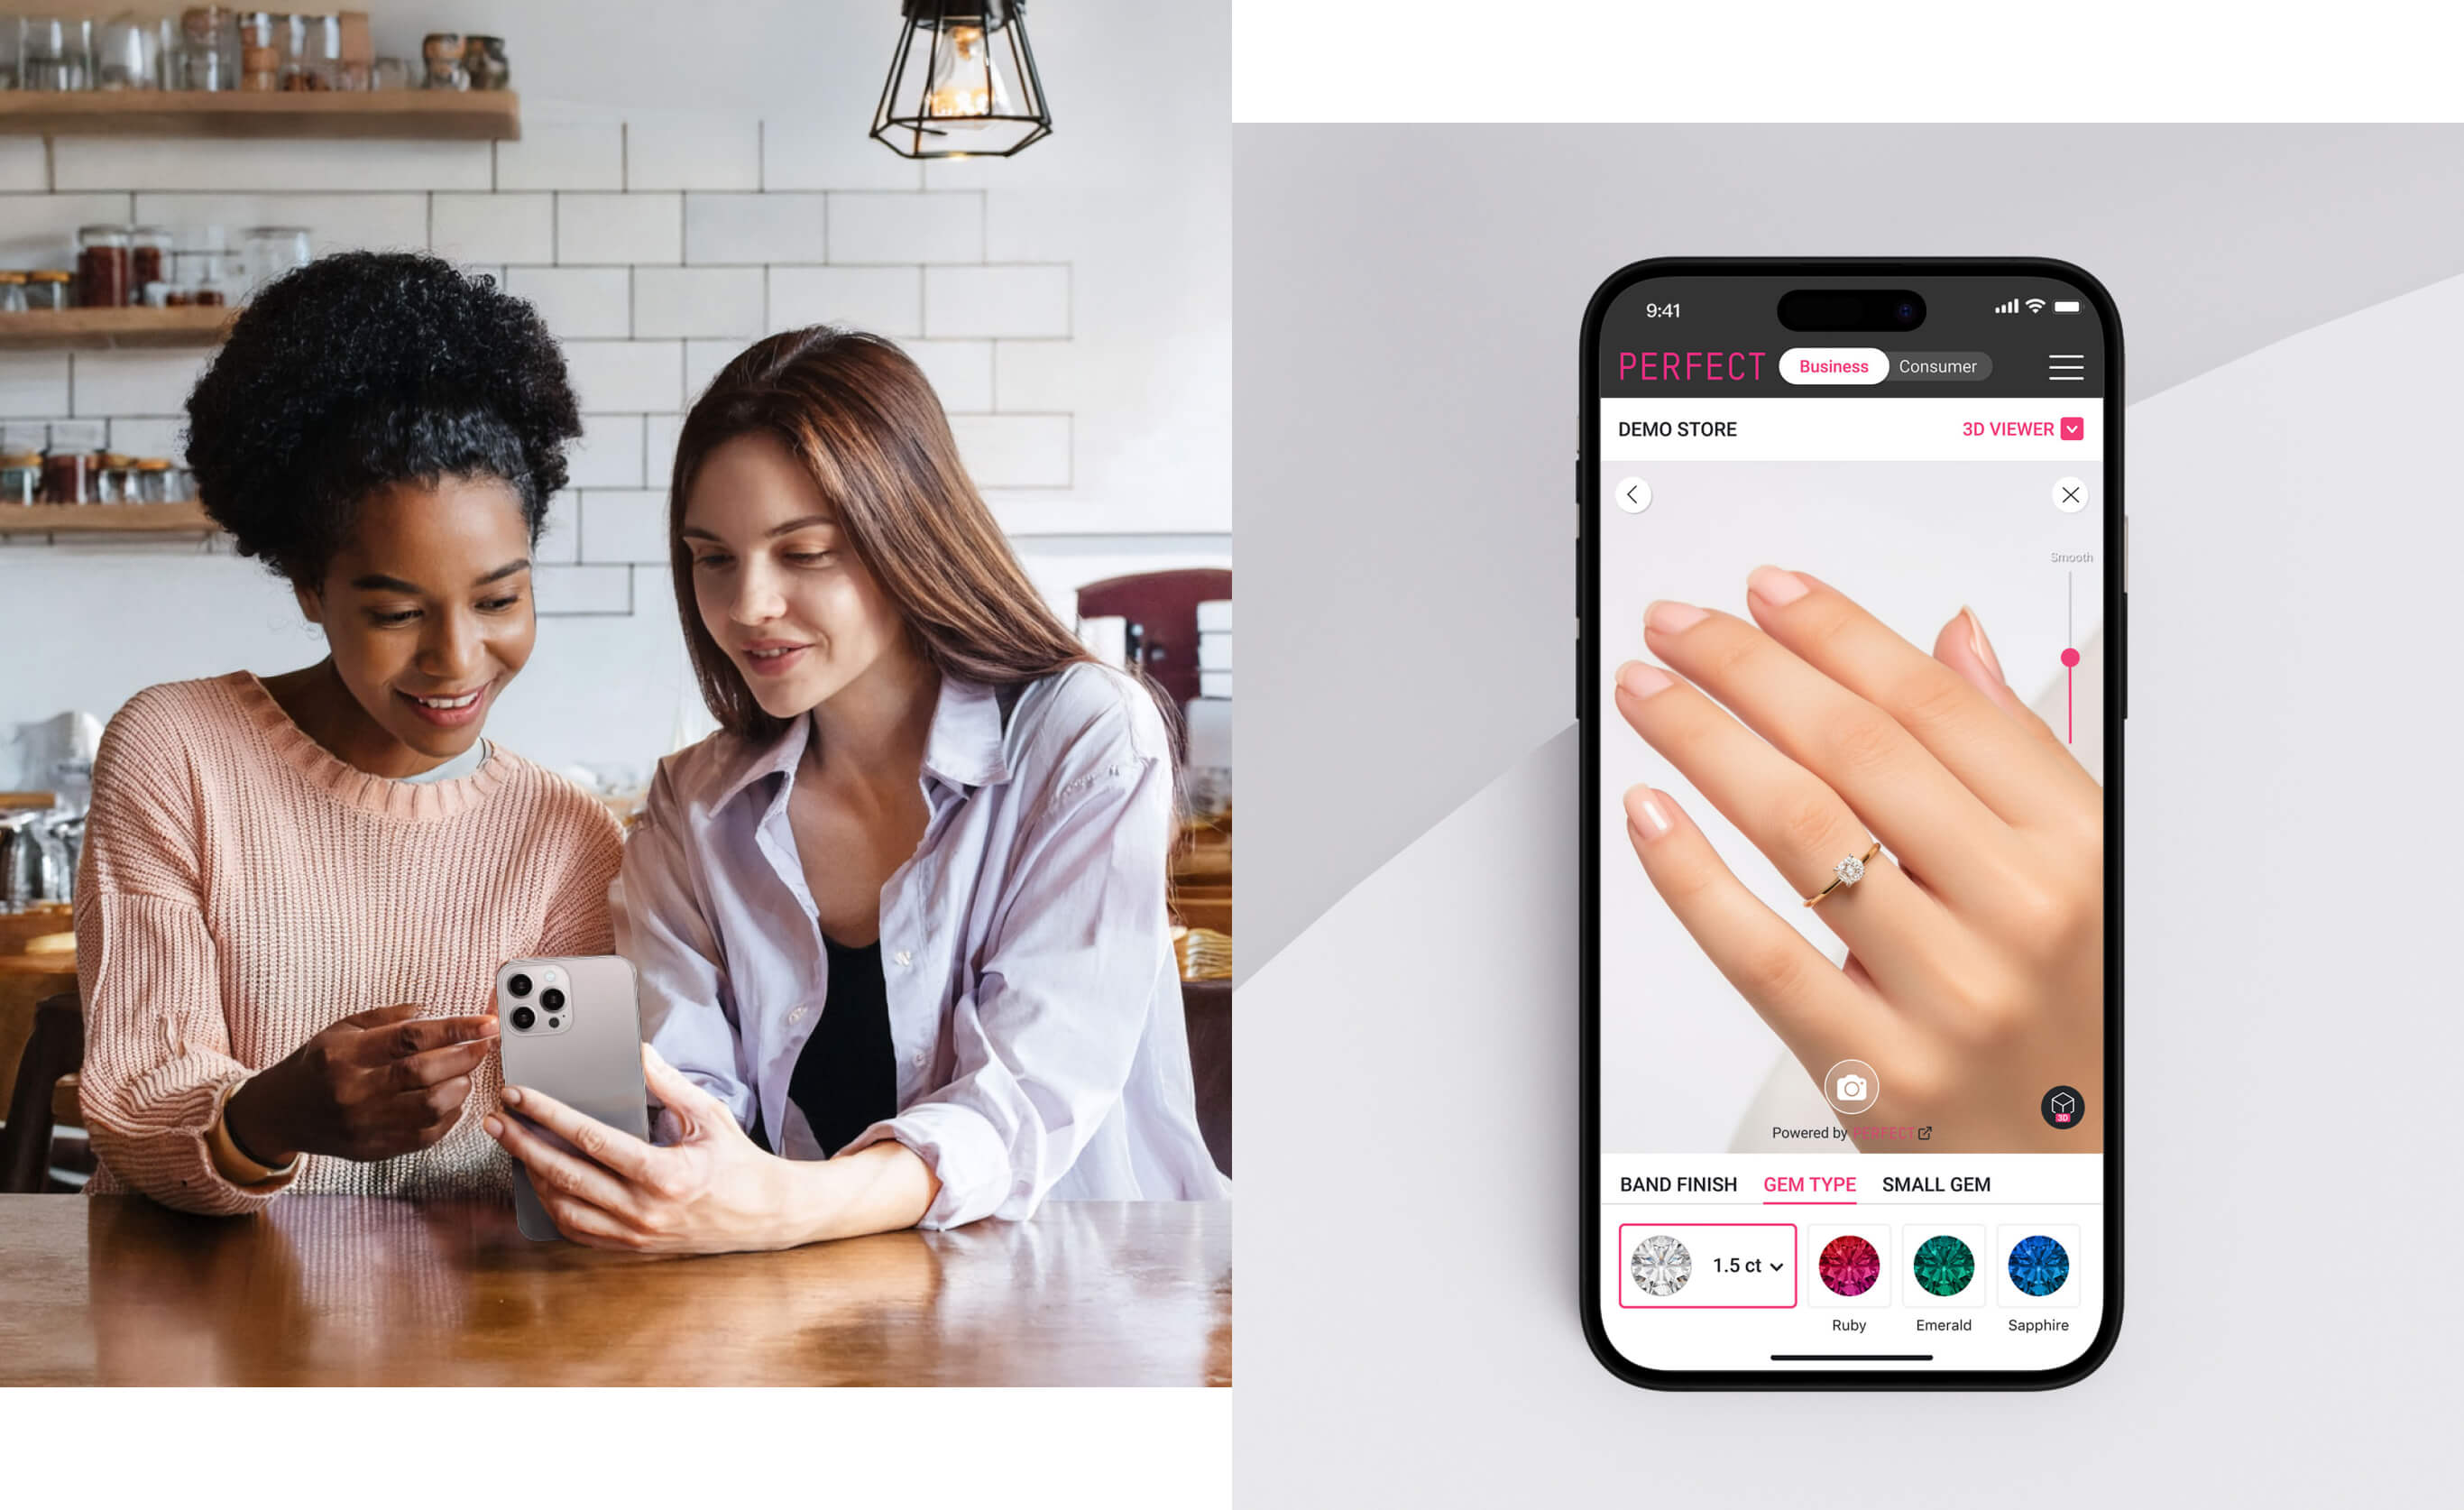 9:41
PERFECT Business Consumer
DEMO STORE 3D VIEWER
Smooth
3D
Powered by PERFECT
BAND FINISH GEM TYPE SMALL GEM
1.5 ct
Ruby Emerald Sapphire